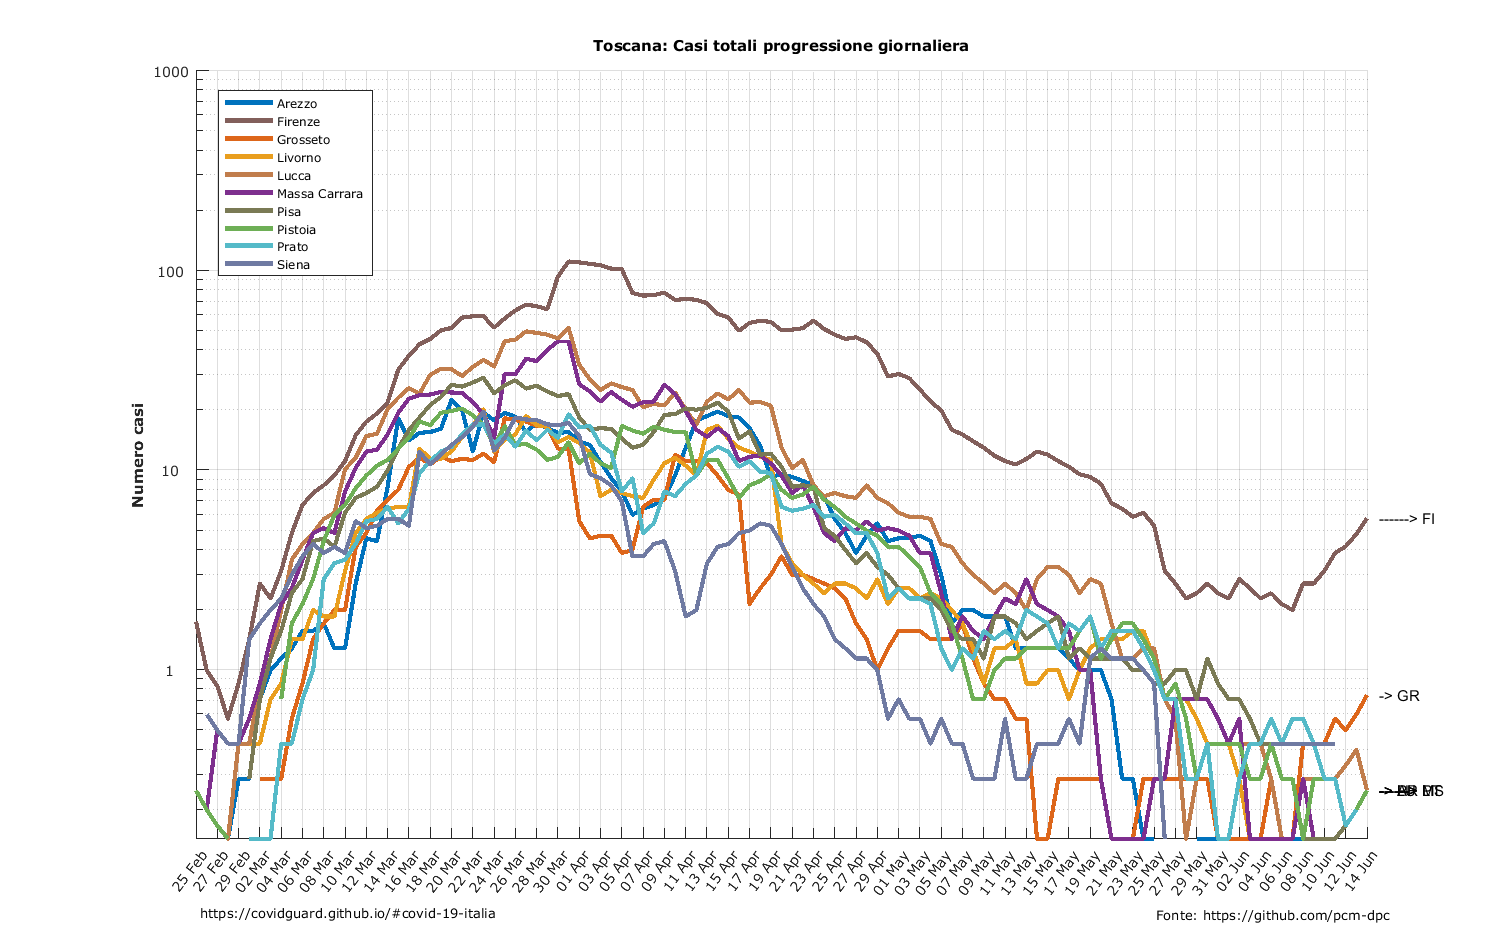 Toscana: Casi totali progressione giornaliera
1000
100
10
1
Numero casi
Arezzo
Firenze
Grosseto
Livorno
Lucca
Massa Carrara
Pisa
Pistoia
Prato
Siena
------> FI
-> GR
25 Feb
27 Feb
29 Feb
02 Mar
04 Mar
06 Mar
08 Mar
10 Mar
12 Mar
14 Mar
16 Mar
18 Mar
20 Mar
22 Mar
24 Mar
26 Mar
28 Mar
30 Mar
01 Apr
03 Apr
05 Apr
07 Apr
09 Apr
11 Apr
13 Apr
15 Apr
17 Apr
19 Apr
21 Apr
23 Apr
25 Apr
27 Apr
29 Apr
01 May
03 May
05 May
07 May
09 May
11 May
13 May
15 May
17 May
19 May
21 May
23 May
25 May
27 May
29 May
31 May
02 Jun
04 Jun
06 Jun
08 Jun
10 Jun
12 Jun
14 Jun
https://covidguard.github.io/#covid-19-italia
Fonte: https://github.com/pcm-dpc